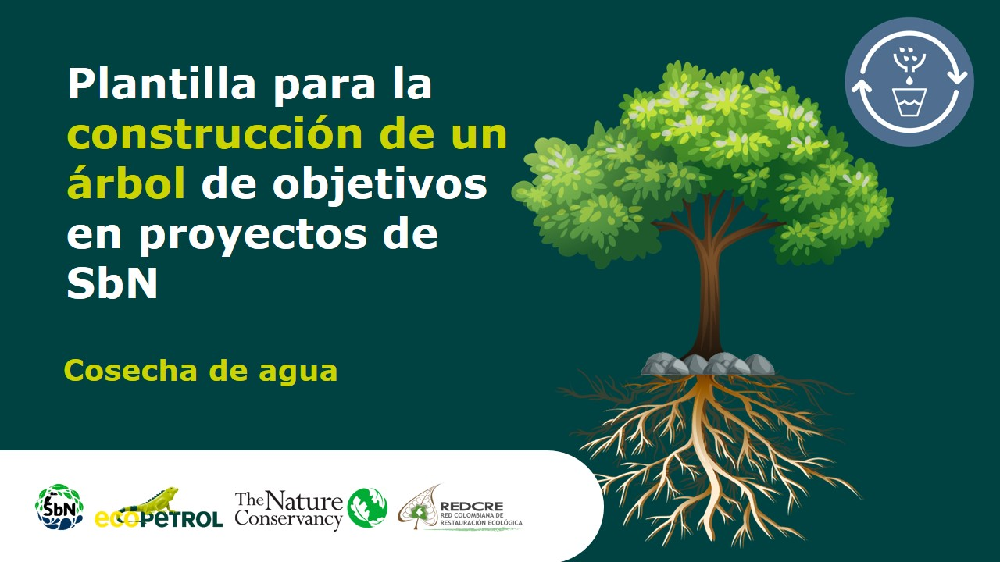 Plantilla para la
construcción de un
árbol de objetivos
en proyectos de
SbN
Cosecha de agua
SbN
ecopetrol
The Nature
Conservancy
REDCRE
RED COLOMBIANA DE
RESTAURACIÓN ECOLÓGICA